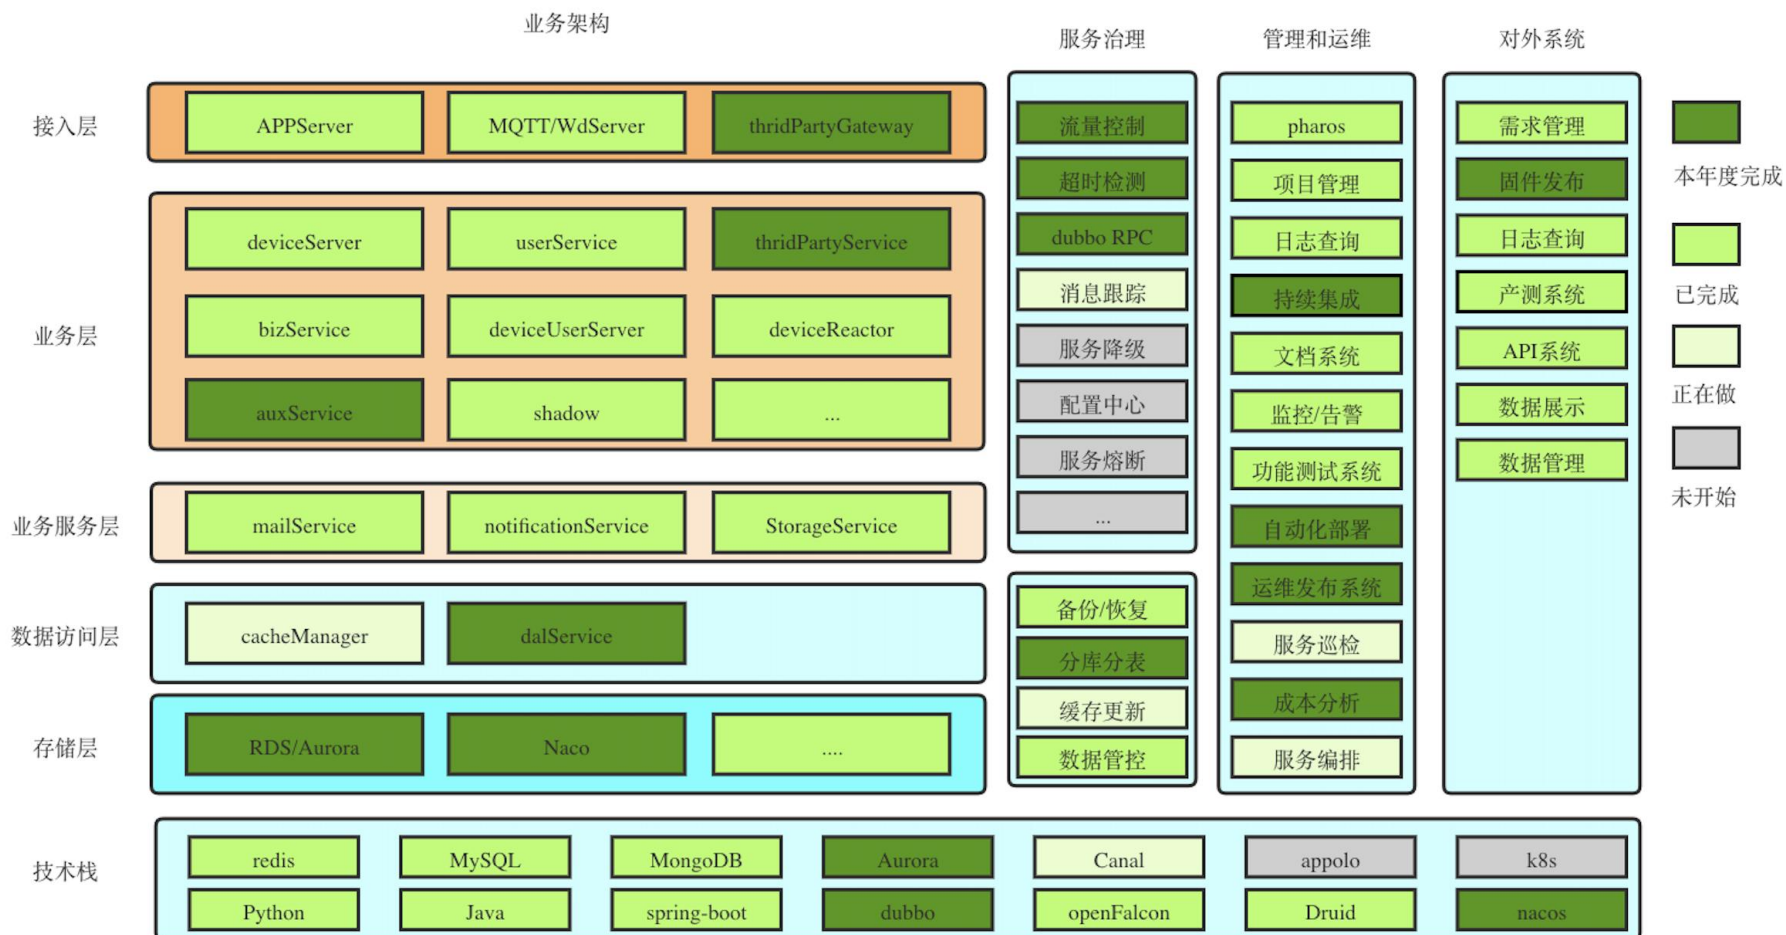 业务架构
服务治理
管理和运维
对外系统
接入层
APPServer
MQTT/WdServer
thridPartyGateway
业务层
deviceServer
userService
thridPartyService
bizService
deviceUserServer
deviceReactor
auxService
shadow
...
业务服务层
mailService
notificationService
StorageService
数据访问层
cacheManager
dalService
存储层
RDS/Aurora
Naco
....
流量控制
超时检测
dubbo RPC
消息跟踪
服务降级
配置中心
服务熔断
...
备份/恢复
分库分表
缓存更新
数据管控
pharos
项目管理
日志查询
持续集成
文档系统
监控/告警
功能测试系统
自动化部署
运维发布系统
服务巡检
成本分析
服务编排
需求管理
固件发布
日志查询
产测系统
API系统
数据展示
数据管理
本年度完成
已完成
正在做
未开始
技术栈
redis
MySQL
MongoDB
Aurora
Canal
appolo
k8s
Python
Java
spring-boot
dubbo
openFalcon
Druid
nacos